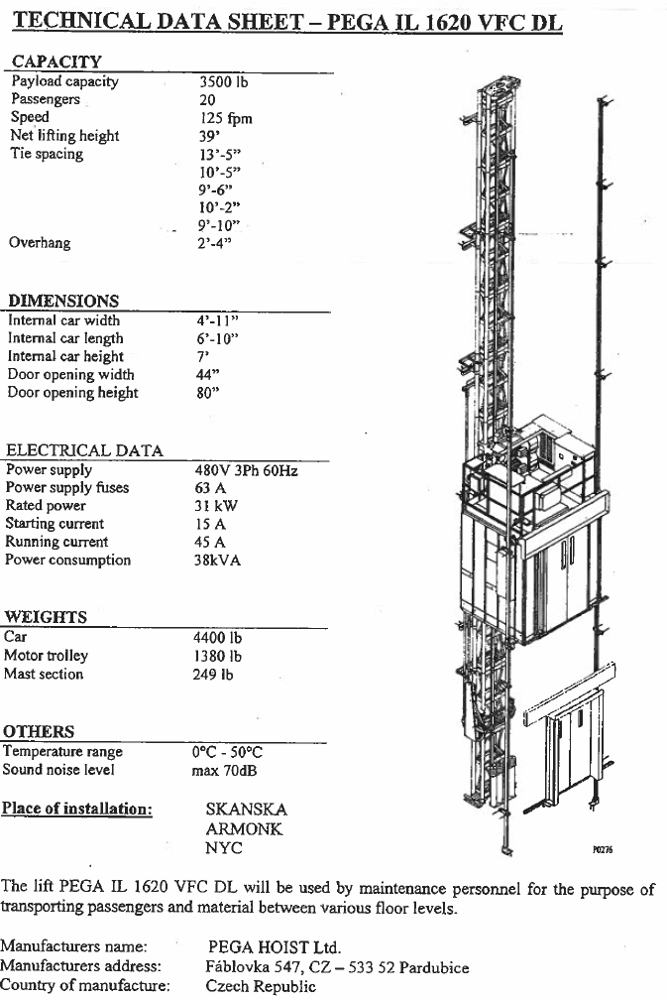 TECHNICAL DATA SHEET – PEGA IL 1620 VFC DL
CAPACITY
Payload capacity 3500 lb
Passengers 20
Speed 125 fpm
Net lifting height 39'
Tie spacing 13'-5"
10'-5"
9'-6"
10'-2"
9'-10"
Overhang 2'-4"
DIMENSIONS
Internal car width 4'-11"
Internal car length 6'-10"
Internal car height 7'
Door opening width 44"
Door opening height 80"
ELECTRICAL DATA
Power supply 480V 3Ph 60Hz
Power supply fuses 63 A
Rated power 31 kW
Starting current 15 A
Running current 45 A
Power consumption 38kVA
WEIGHTS
Car 4400 lb
Motor trolley 1380 lb
Mast section 249 lb
OTHERS
Temperature range 0°C - 50°C
Sound noise level max 70dB
Place of installation: SKANSKA
ARMONK
NYC
P0276
The lift PEGA IL 1620 VFC DL will be used by maintenance personnel for the purpose of
transporting passengers and material between various floor levels.
Manufacturers name: PEGA HOIST Ltd.
Manufacturers address: Fáblovka 547, CZ – 533 52 Pardubice
Country of manufacture: Czech Republic